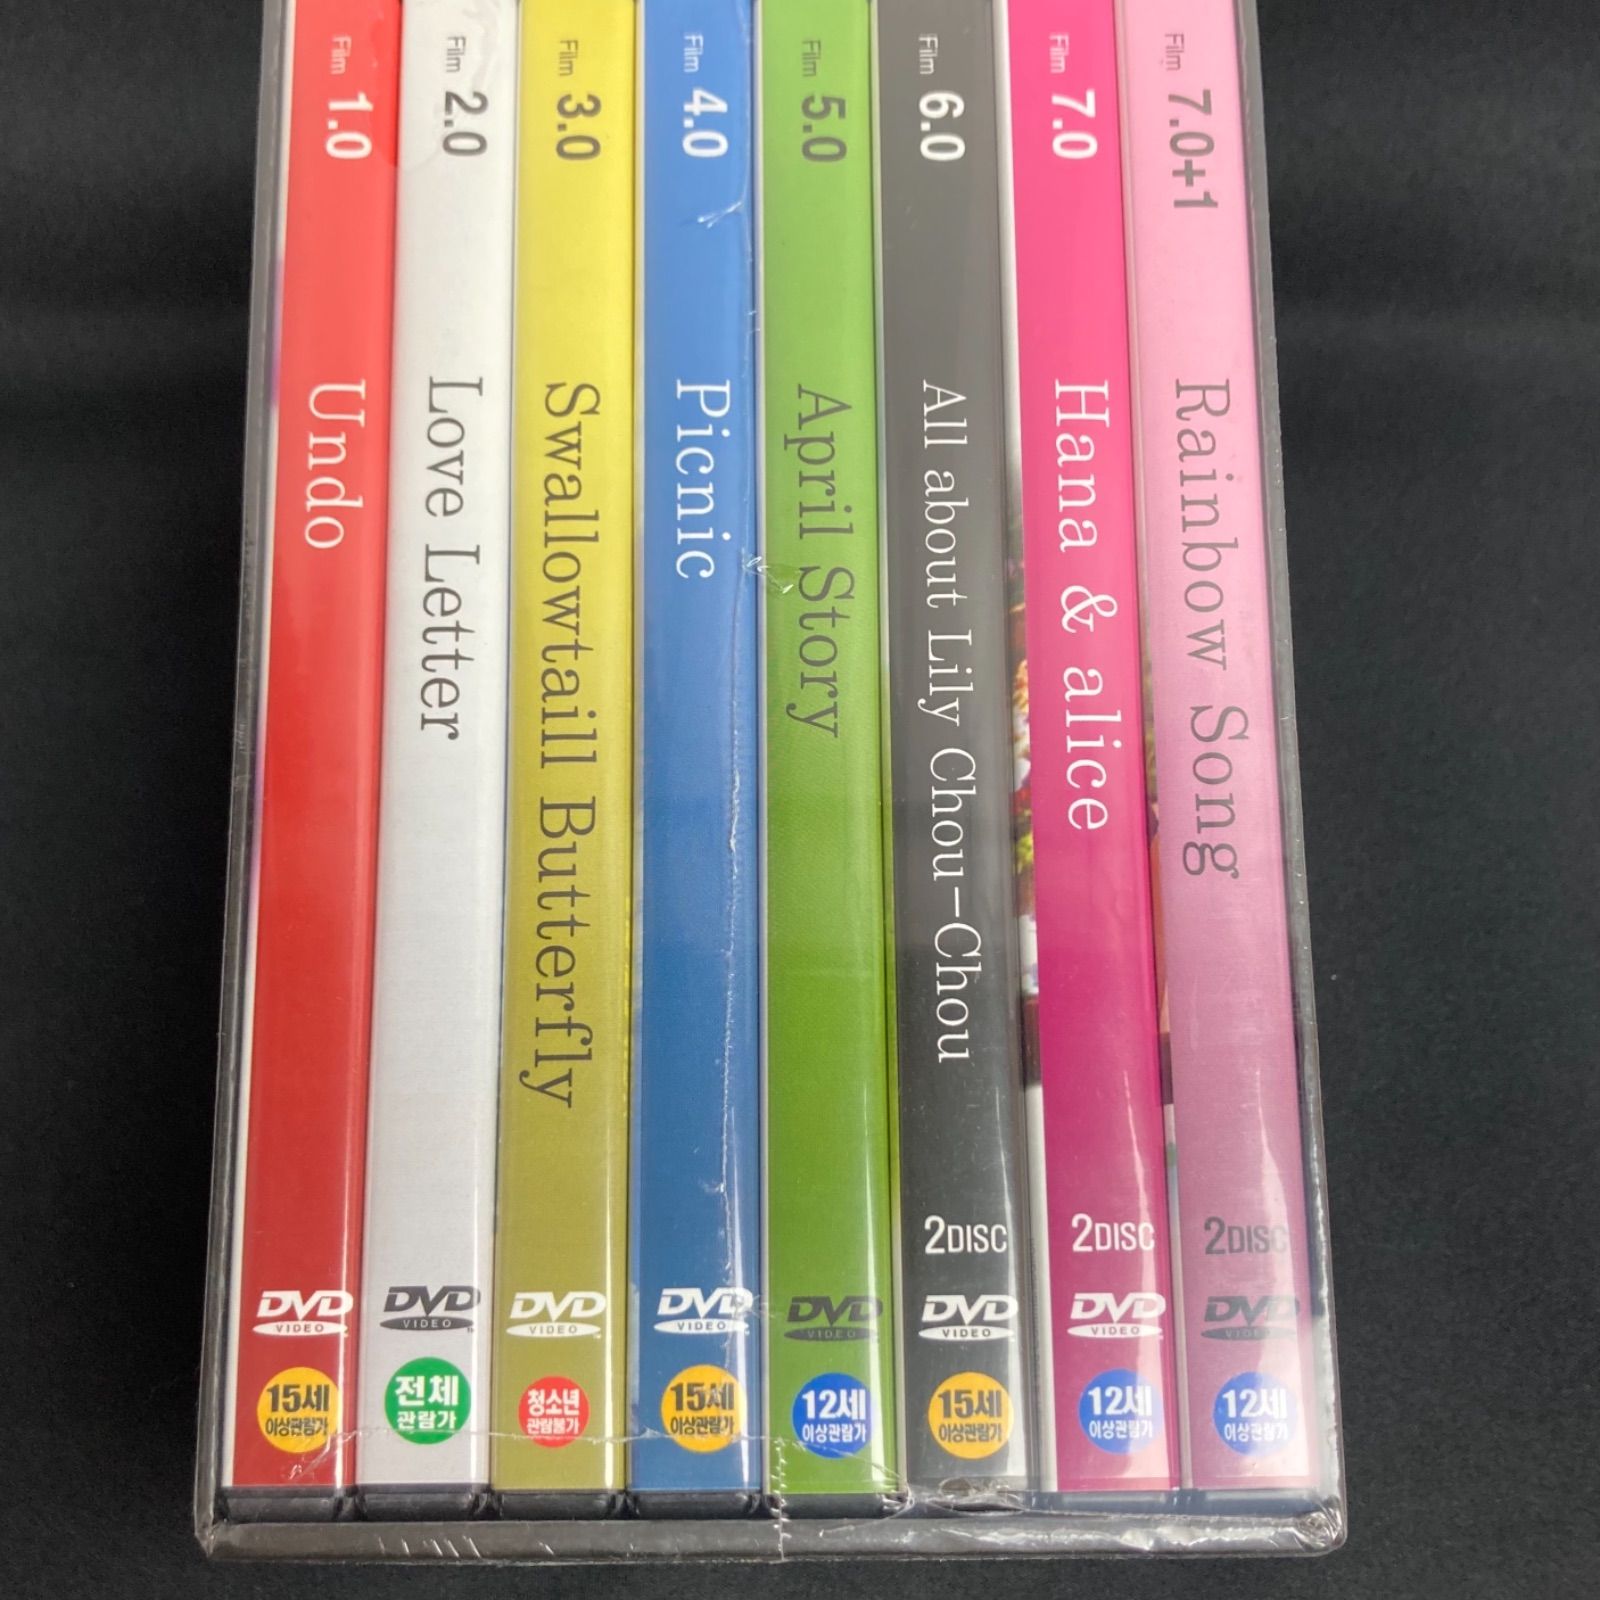 Film 1.0
Undo
DVD
VIDEO
15세
이상관람가
Film 2.0
Love Letter
DVD
VIDEO
전체
관람가
Film 3.0
Swallowtaill Butterfly
DVD
VIDEO
청소년
관람불가
Film 4.0
Picnic
DVD
VIDEO
15세
이상관람가
Film 5.0
April Story
DVD
VIDEO
12세
이상관람가
Film 6.0
All about Lily Chou-Chou
2DISC
DVD
VIDEO
15세
이상관람가
Film 7.0
Hana & alice
2DISC
DVD
VIDEO
12세
이상관람가
Film 7.0+1
Rainbow Song
2DISC
DVD
VIDEO
12세
이상관람가